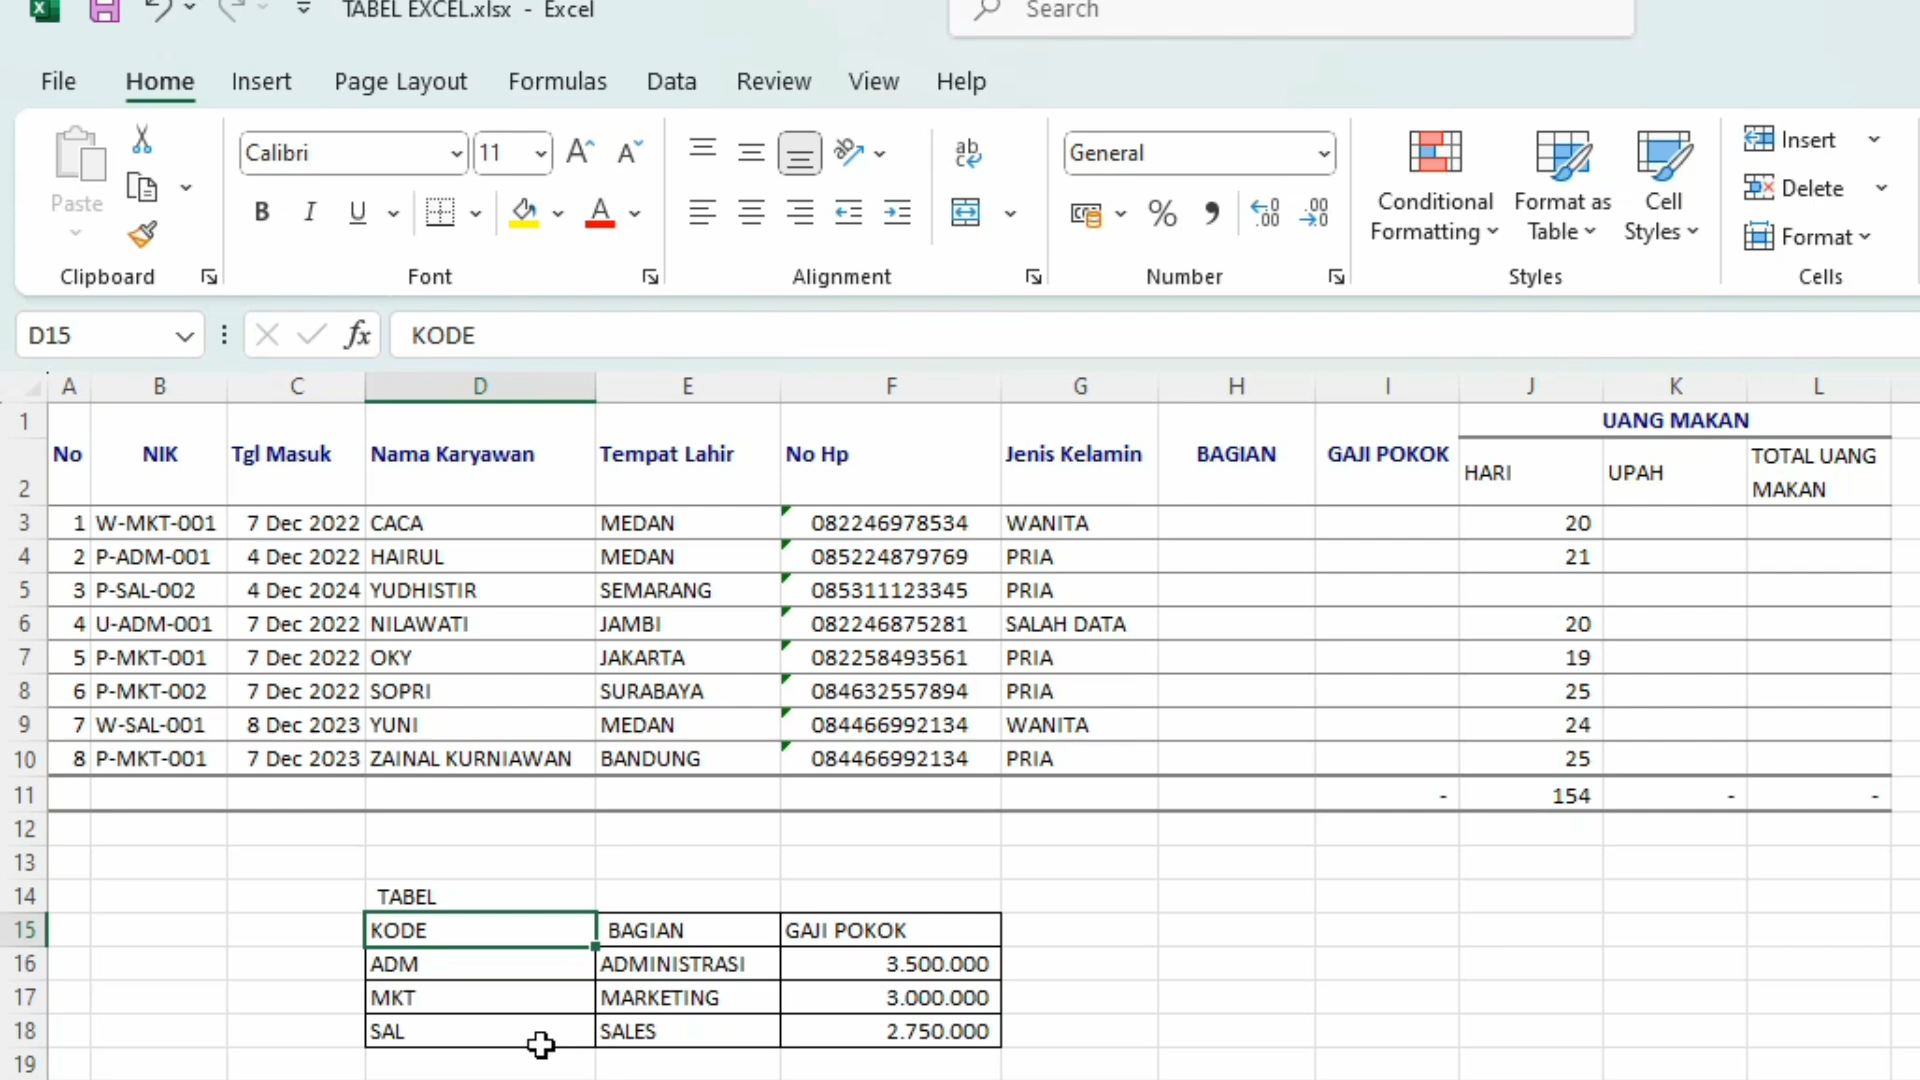 TABEL EXCEL.xlsx - Excel
Search
File Home Insert Page Layout Formulas Data Review View Help
Paste
Calibri 11
General
B I U
ab
Conditional Formatting
Format as Table
Cell Styles
Insert
Delete
Format
Clipboard Font Alignment Number Styles Cells
D15 fx KODE
A B C D E F G H I J K L
1 UANG MAKAN
No NIK Tgl Masuk Nama Karyawan Tempat Lahir No Hp Jenis Kelamin BAGIAN GAJI POKOK
2 HARI UPAH TOTAL UANG MAKAN
3 1 W-MKT-001 7 Dec 2022 CACA MEDAN 082246978534 WANITA 20
4 2 P-ADM-001 4 Dec 2022 HAIRUL MEDAN 085224879769 PRIA 21
5 3 P-SAL-002 4 Dec 2024 YUDHISTIR SEMARANG 085311123345 PRIA
6 4 U-ADM-001 7 Dec 2022 NILAWATI JAMBI 082246875281 SALAH DATA 20
7 5 P-MKT-001 7 Dec 2022 OKY JAKARTA 082258493561 PRIA 19
8 6 P-MKT-002 7 Dec 2022 SOPRI SURABAYA 084632557894 PRIA 25
9 7 W-SAL-001 8 Dec 2023 YUNI MEDAN 084466992134 WANITA 24
10 8 P-MKT-001 7 Dec 2023 ZAINAL KURNIAWAN BANDUNG 084466992134 PRIA 25
11 - 154 - -
12
13
14 TABEL
15 KODE BAGIAN GAJI POKOK
16 ADM ADMINISTRASI 3.500.000
17 MKT MARKETING 3.000.000
18 SAL SALES 2.750.000
19